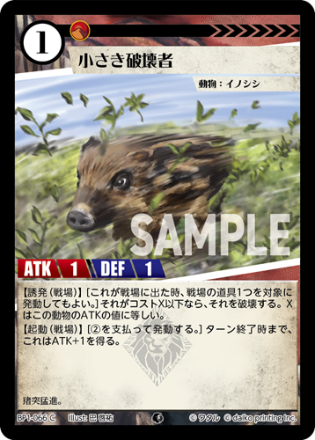 1
小さき破壊者
動物：イノシシ
SAMPLE
ATK 1 DEF 1
【誘発（戦場）】［これが戦場に出た時、戦場の道具1つを対象に
発動してもよい。］それがコストX以下なら、それを破壊する。X
はこの動物のATKの値に等しい。
【起動（戦場）】［②を支払って発動する。］ターン終了時まで、
これはATK＋1を得る。
猪突猛進。
BP1-066 C Illust: 巴 啓祐
© ワタル © daiko printing Inc.